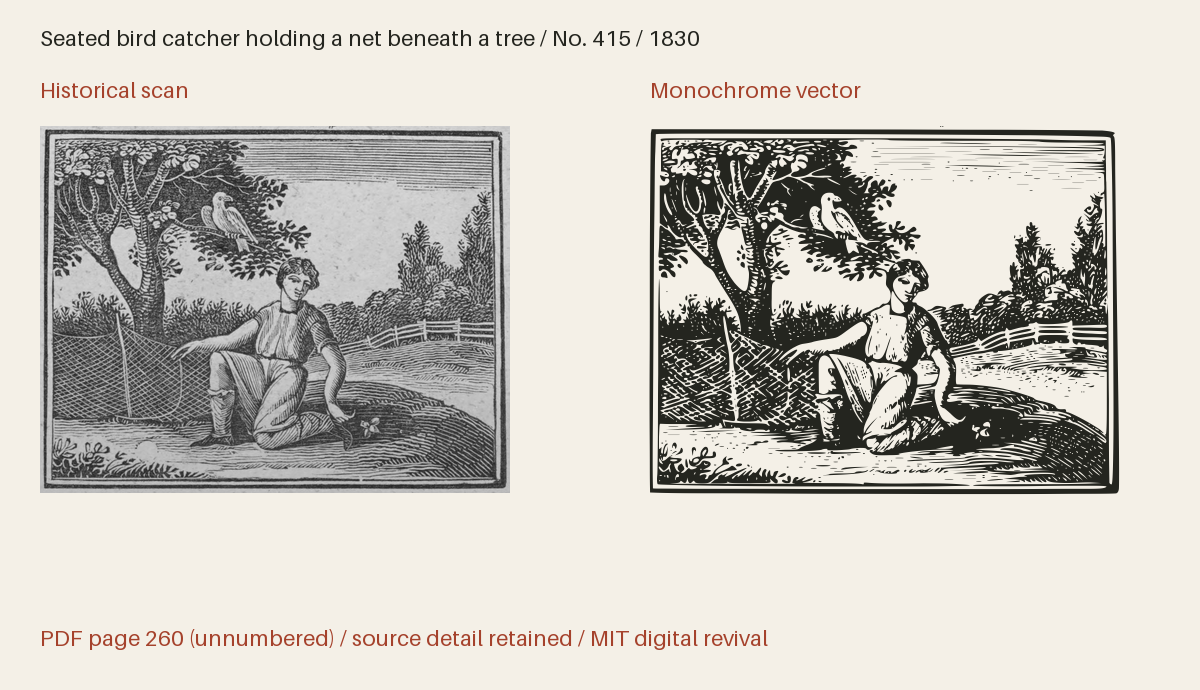 Seated bird catcher holding a net beneath a tree / No. 415 / 1830
Historical scan
Monochrome vector
PDF page 260 (unnumbered) / source detail retained / MIT digital revival